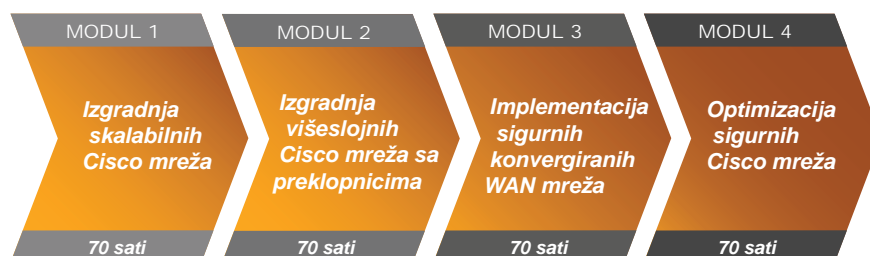 MODUL 1
Izgradnja
skalabilnih
Cisco mreža
70 sati
MODUL 2
Izgradnja
višeslojnih
Cisco mreža sa
preklopnicima
70 sati
MODUL 3
Implementacija
sigurnih
konvergiranih
WAN mreža
70 sati
MODUL 4
Optimizacija
sigurnih
Cisco mreža
70 sati